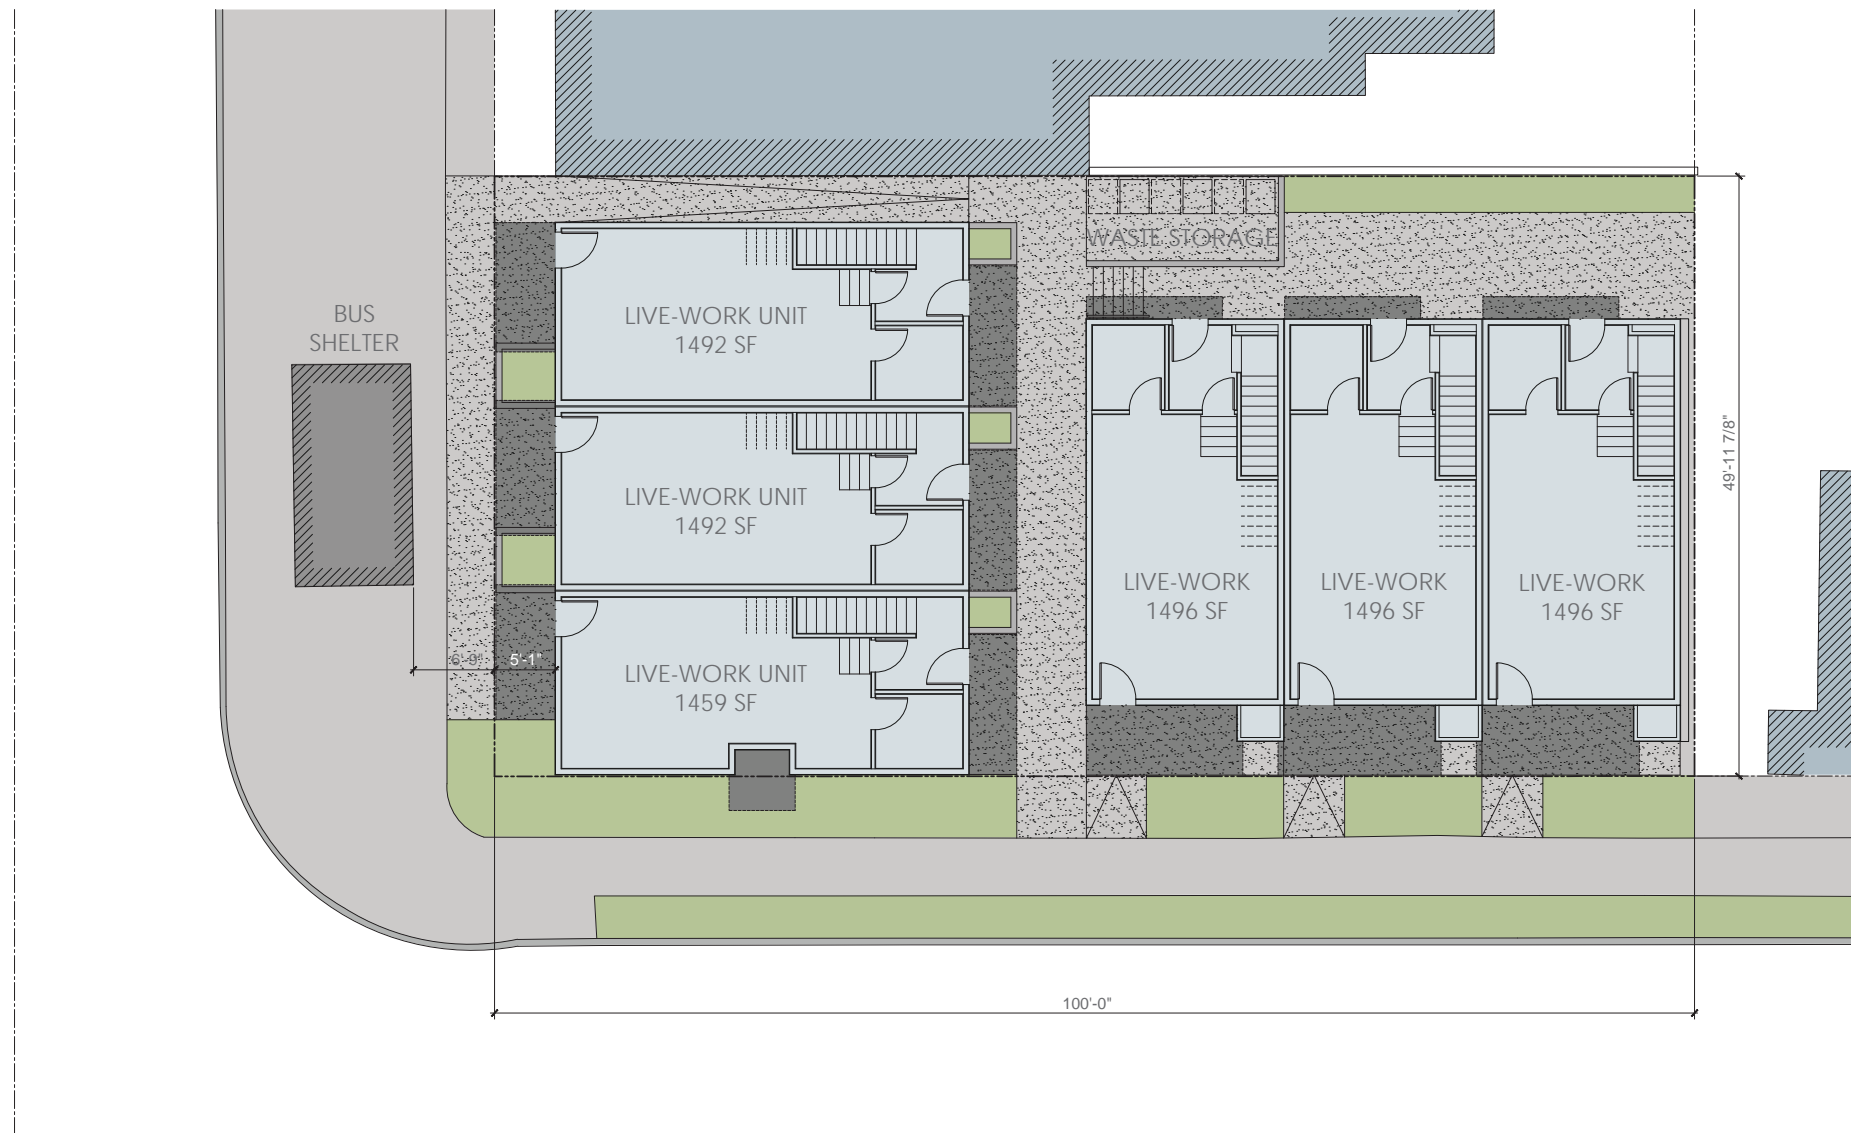 WASTE STORAGE
BUS
SHELTER
LIVE-WORK UNIT
1492 SF
LIVE-WORK UNIT
1492 SF
LIVE-WORK UNIT
1459 SF
LIVE-WORK
1496 SF
LIVE-WORK
1496 SF
LIVE-WORK
1496 SF
6'-9"
5'-1"
49'-11 7/8"
100'-0"